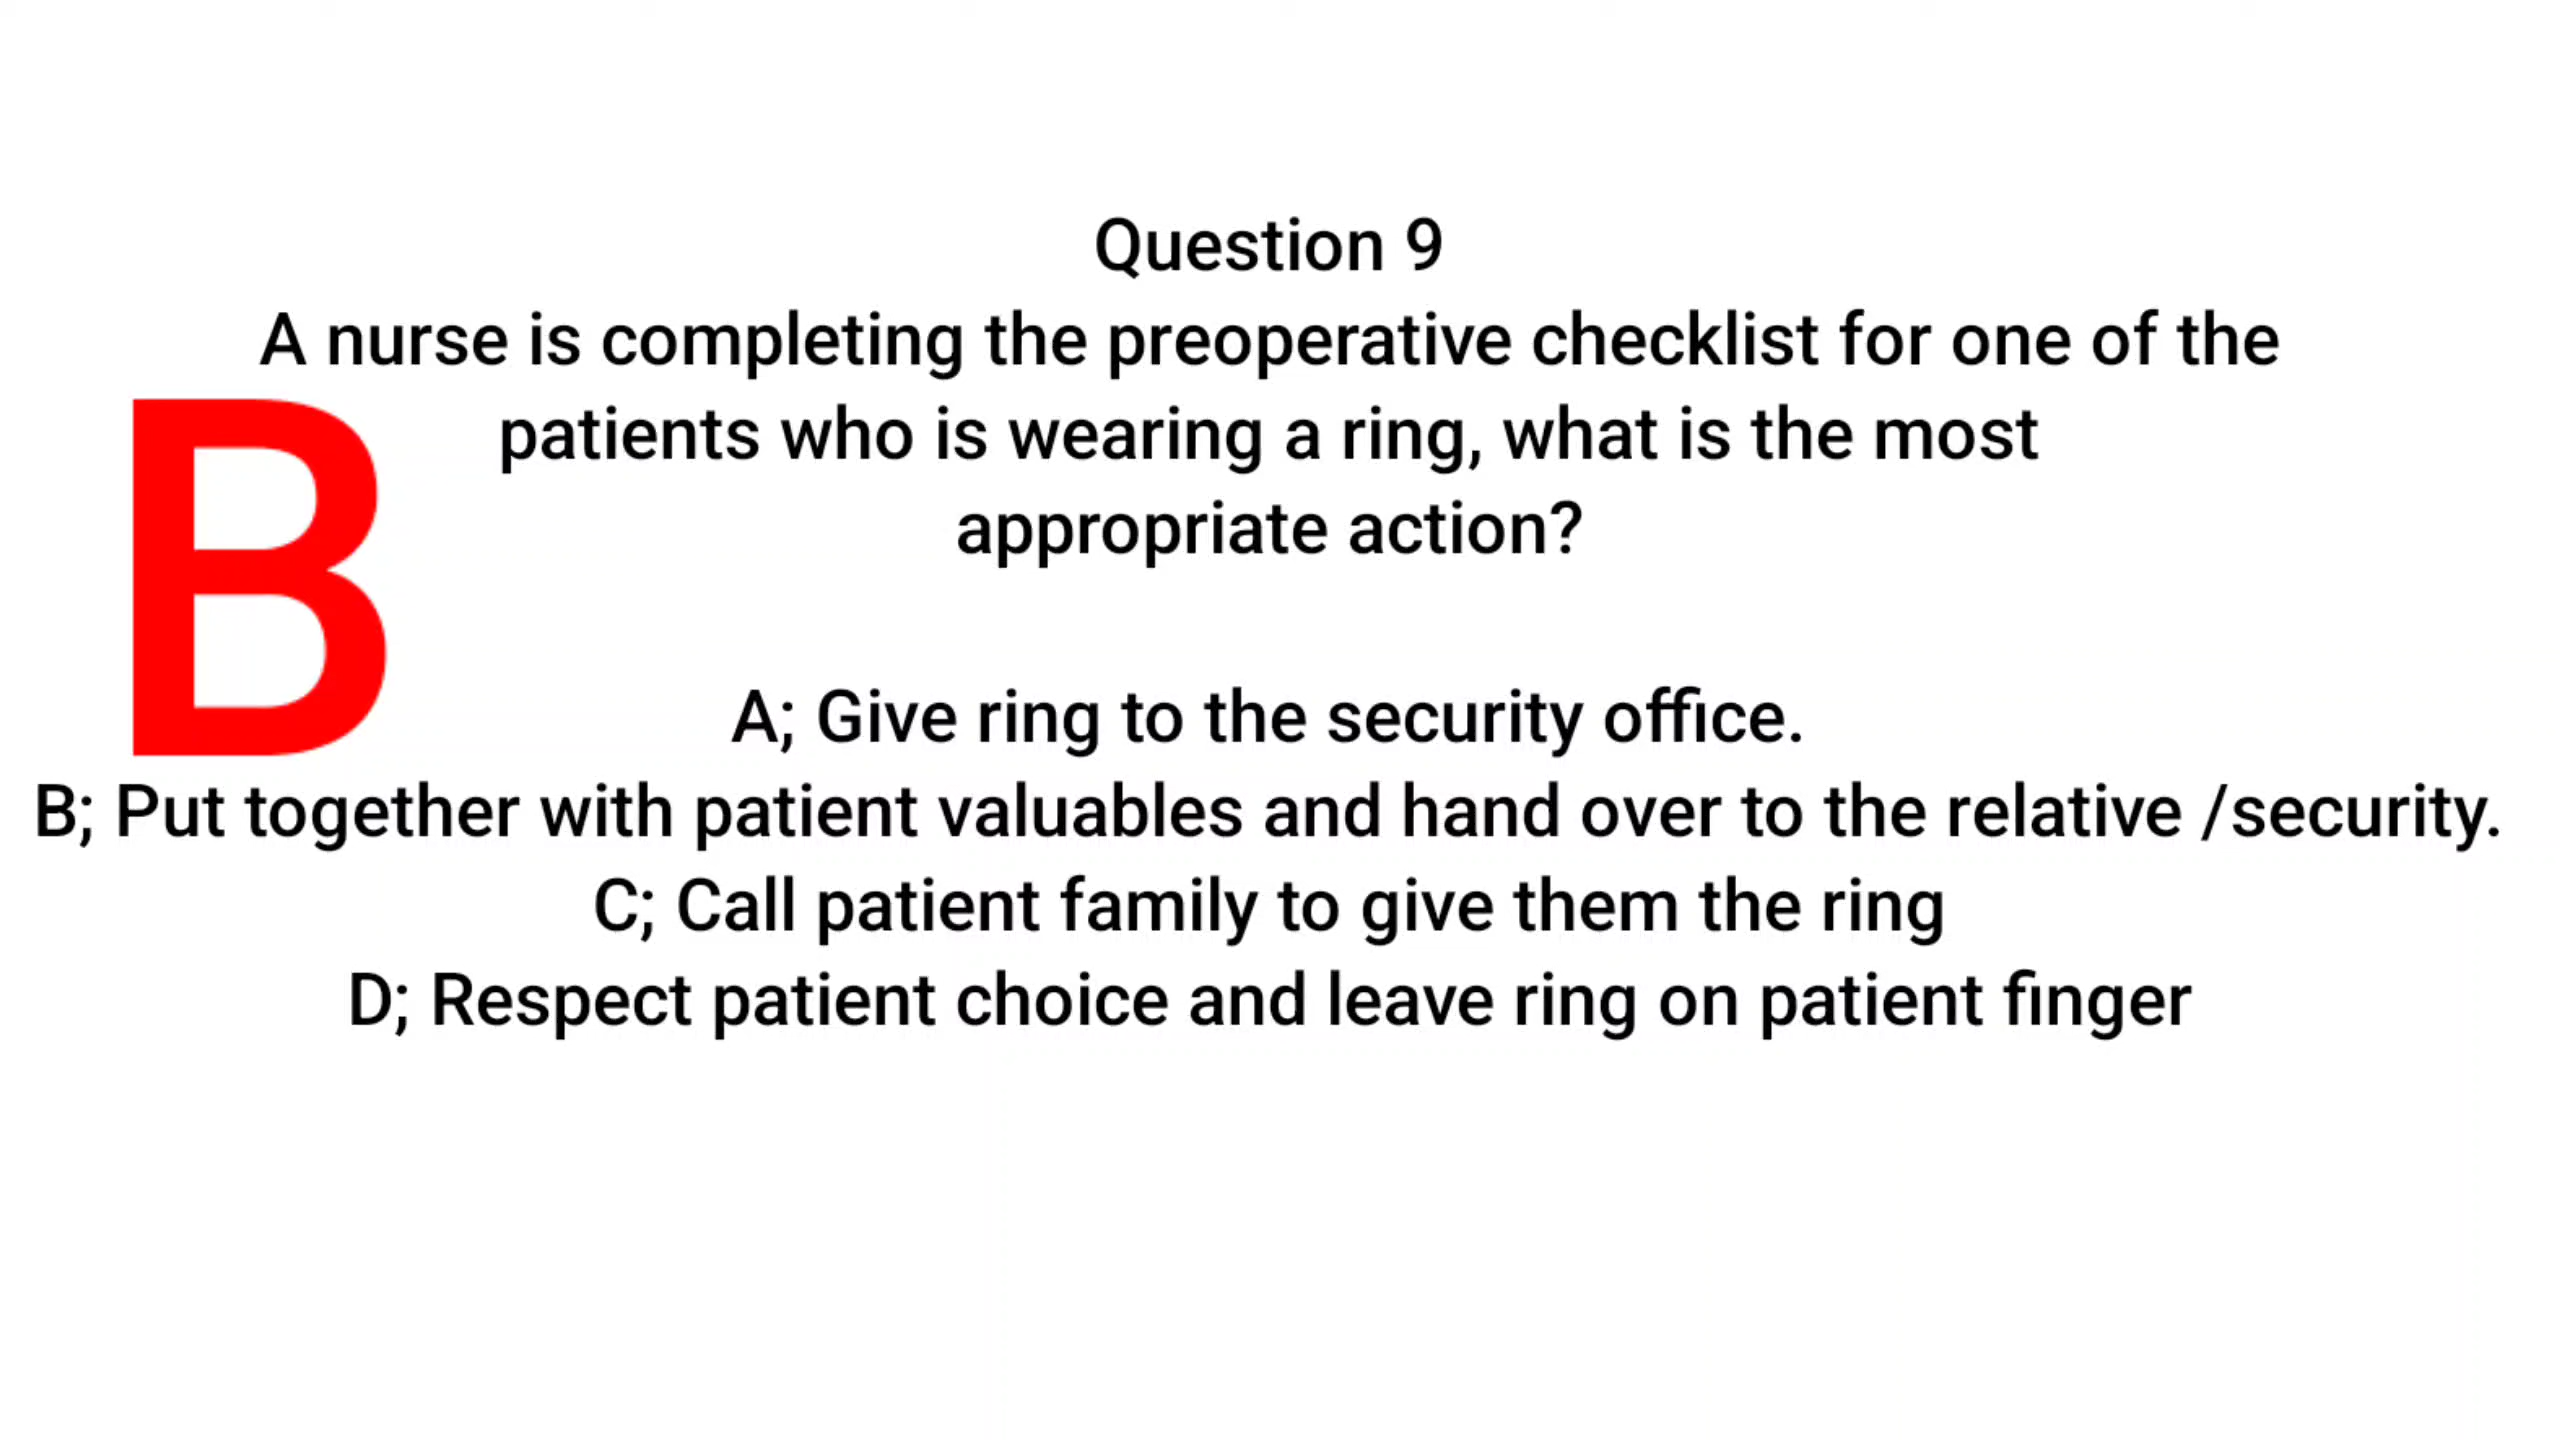 Question 9
A nurse is completing the preoperative checklist for one of the
patients who is wearing a ring, what is the most
appropriate action?
B
A; Give ring to the security office.
B; Put together with patient valuables and hand over to the relative /security.
C; Call patient family to give them the ring
D; Respect patient choice and leave ring on patient finger